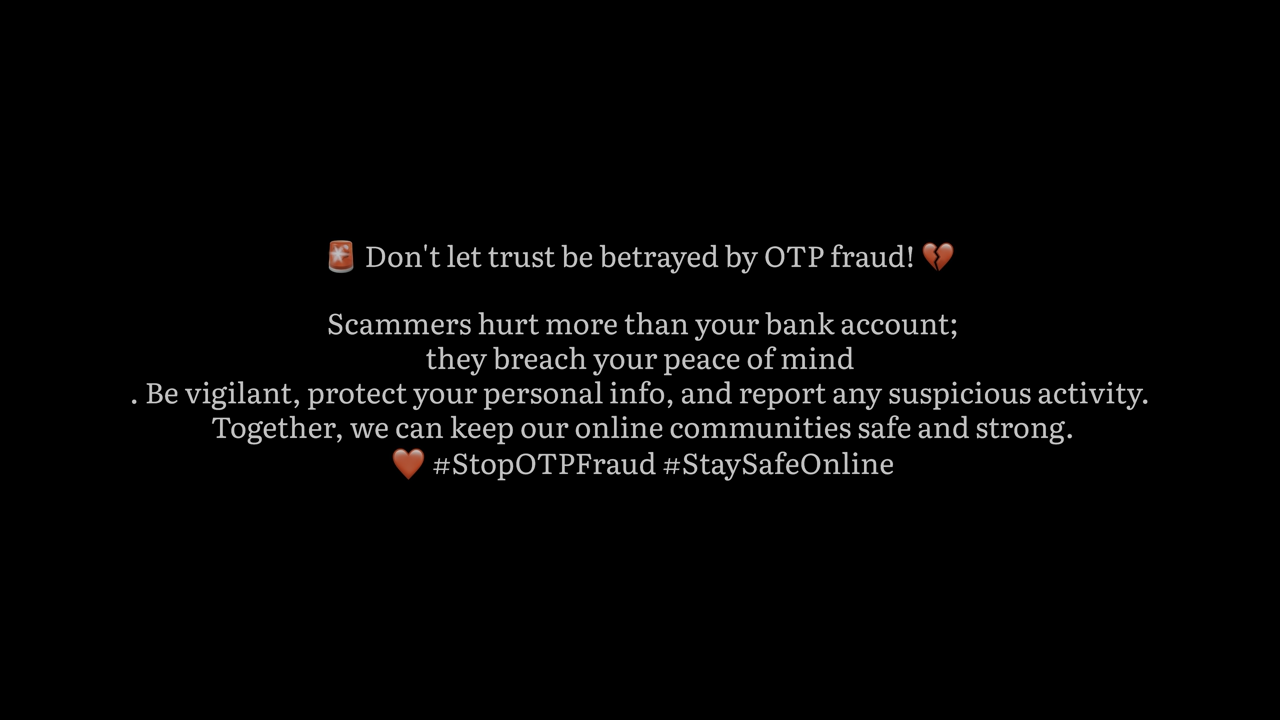 🚨 Don't let trust be betrayed by OTP fraud! 💔
Scammers hurt more than your bank account;
they breach your peace of mind
. Be vigilant, protect your personal info, and report any suspicious activity.
Together, we can keep our online communities safe and strong.
❤️ #StopOTPFraud #StaySafeOnline